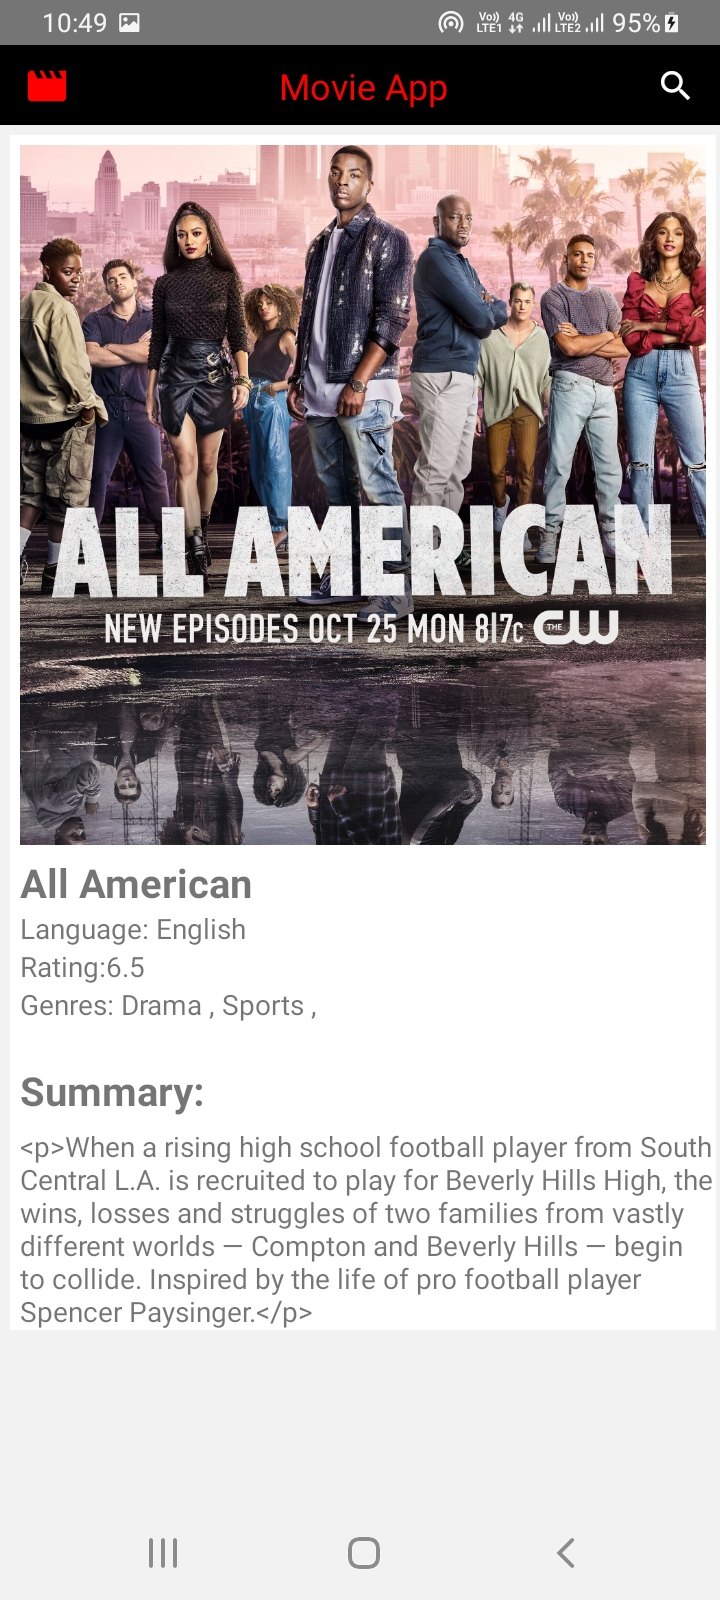 10:49 Vo) LTE1 4G Vo) LTE2 95%
Movie App
ALL AMERICAN
NEW EPISODES OCT 25 MON 8|7c THE CW
All American
Language: English
Rating:6.5
Genres: Drama , Sports ,
Summary:
<p>When a rising high school football player from South
Central L.A. is recruited to play for Beverly Hills High, the
wins, losses and struggles of two families from vastly
different worlds — Compton and Beverly Hills — begin
to collide. Inspired by the life of pro football player
Spencer Paysinger.</p>